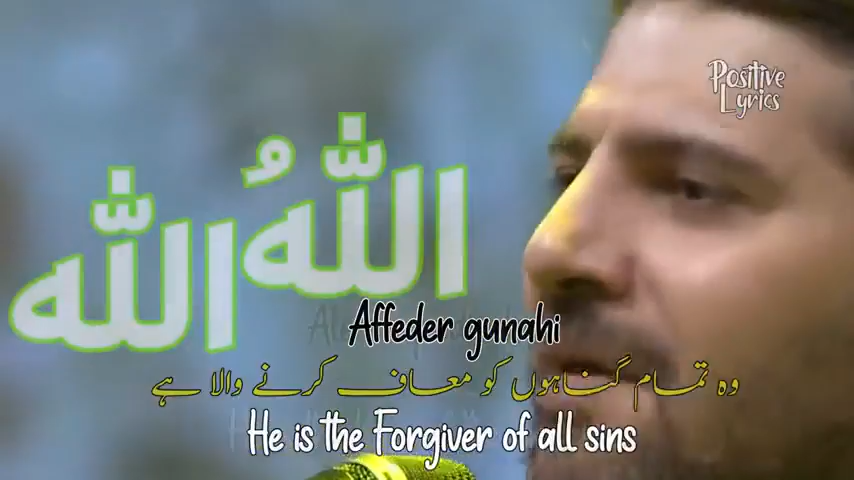 Positive
Lyrics
اللهُ الله
Affeder gunahi
وہ تمام گناہوں کو معاف کرنے والا ہے
He is the Forgiver of all sins